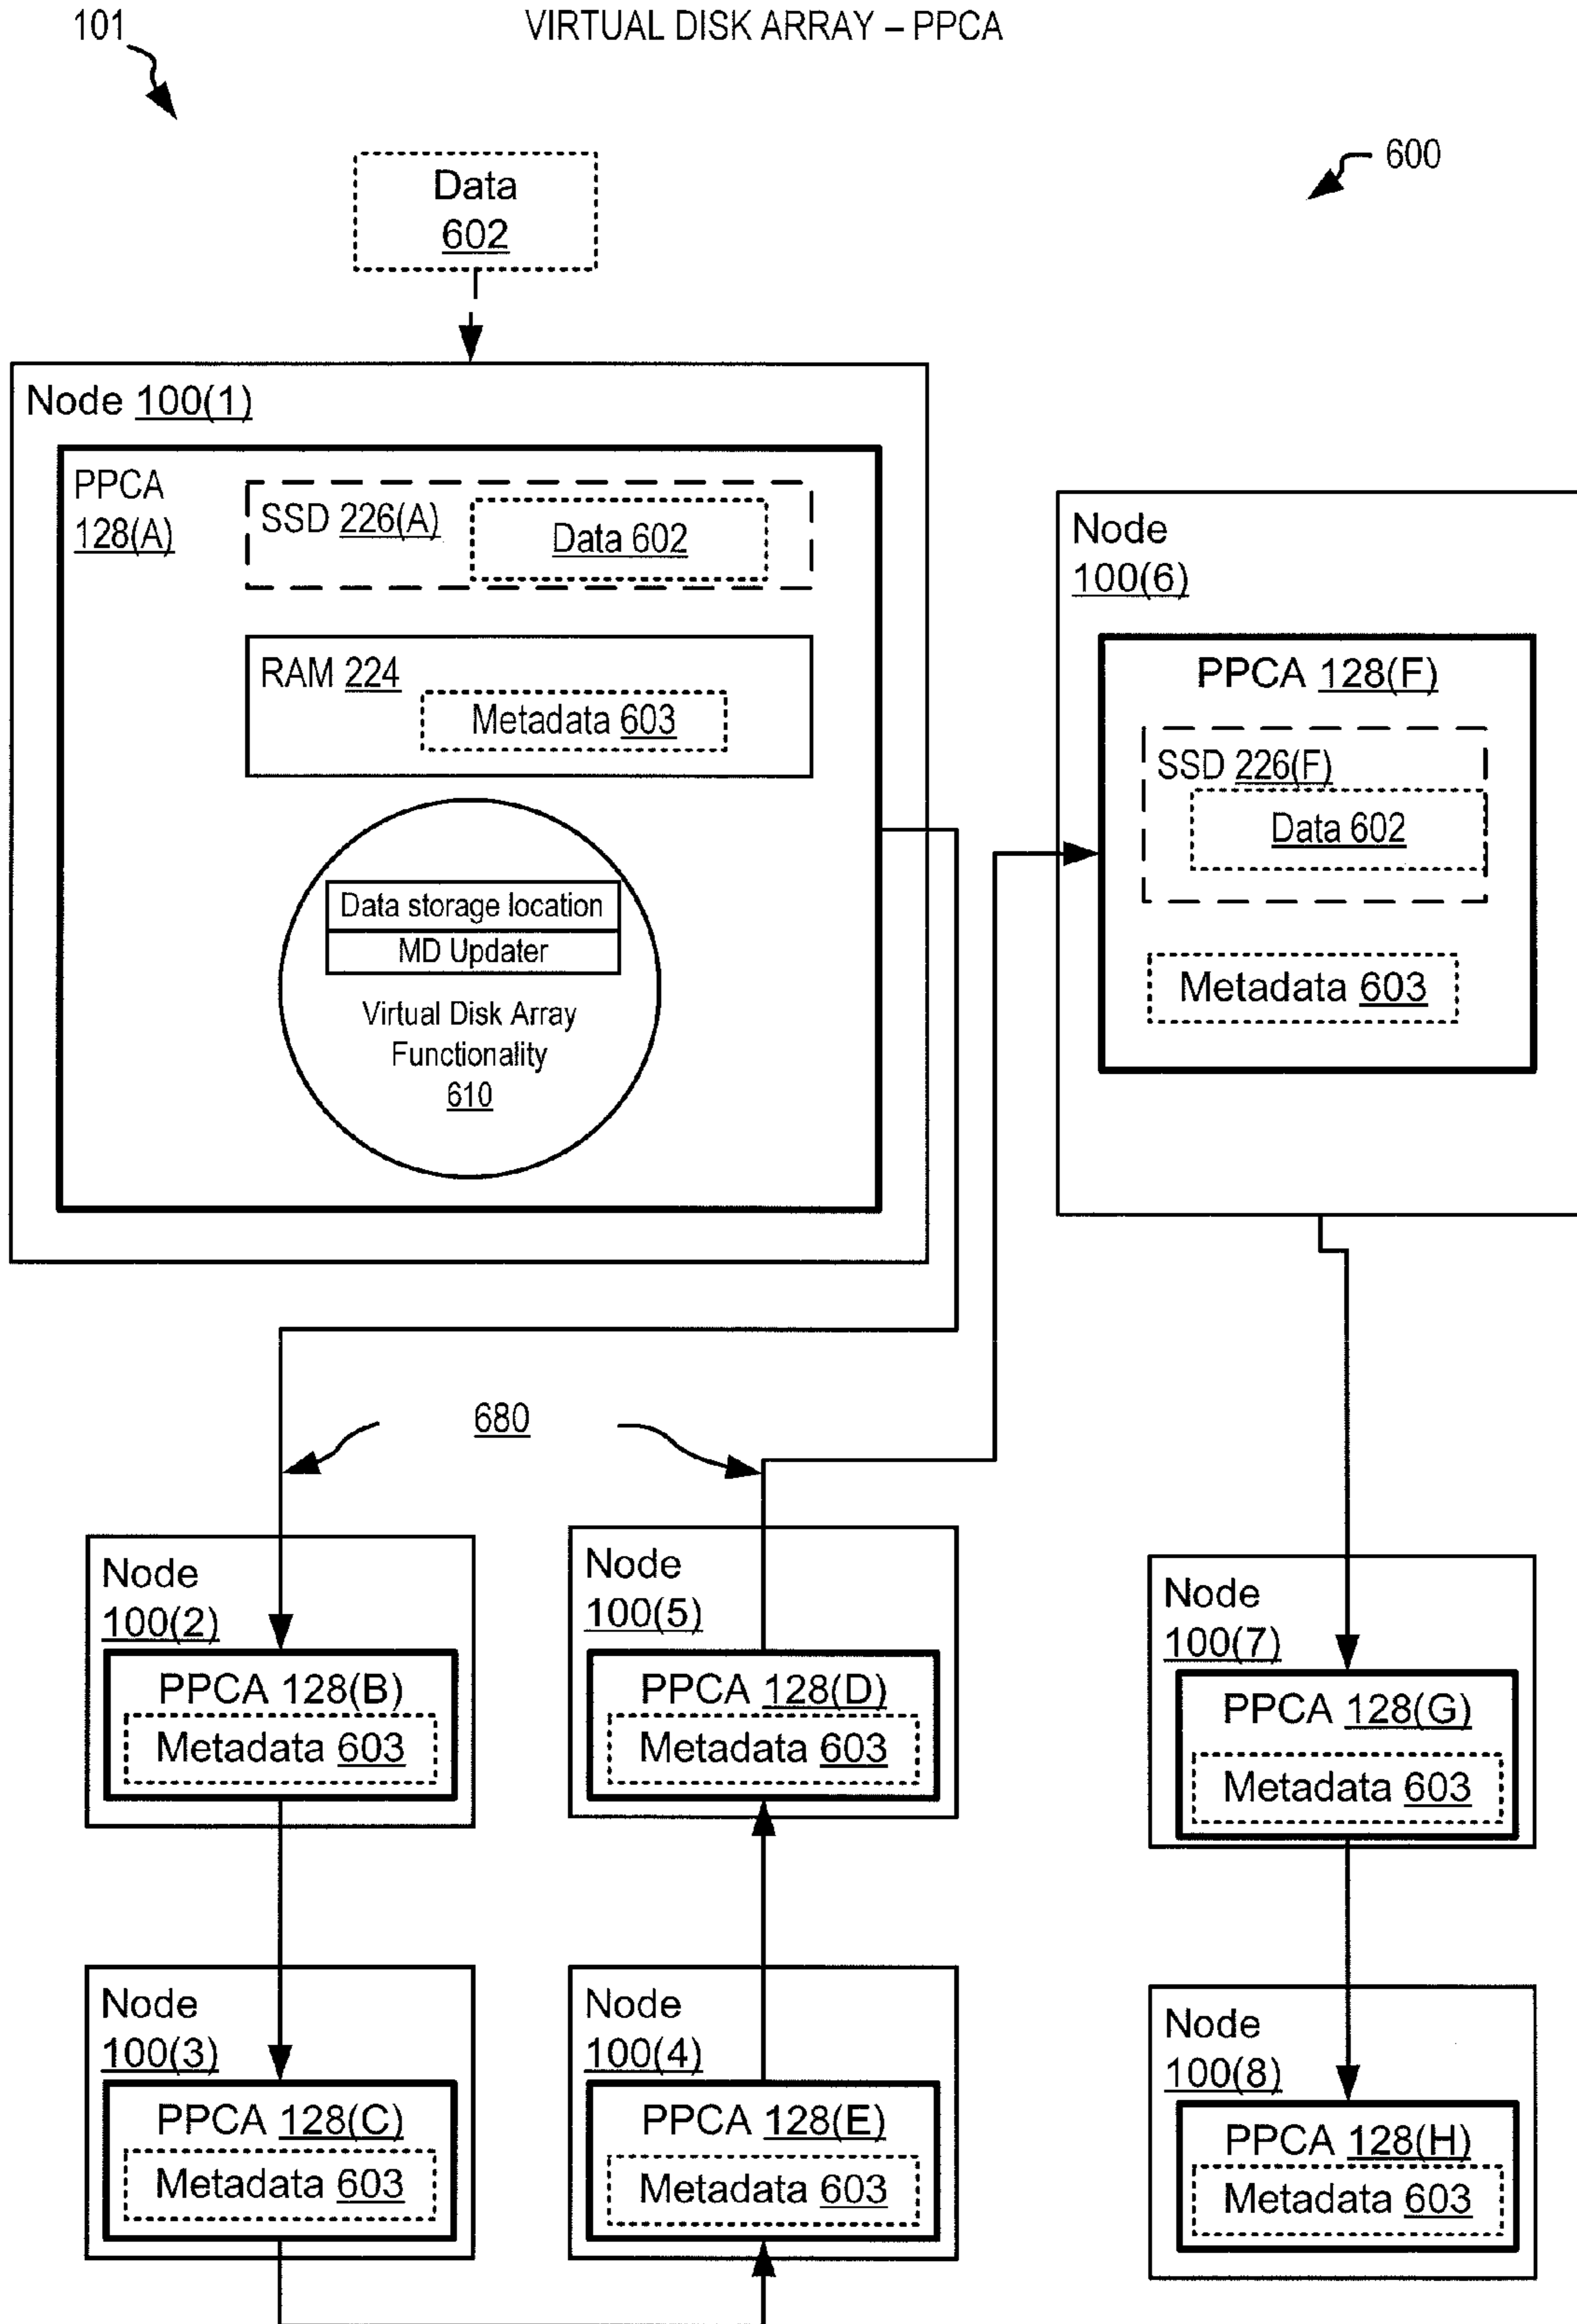 101
VIRTUAL DISK ARRAY – PPCA
600
Data
602
Node 100(1)
PPCA
128(A)
SSD 226(A)
Data 602
RAM 224
Metadata 603
Data storage location
MD Updater
Virtual Disk Array
Functionality
610
Node
100(6)
PPCA 128(F)
SSD 226(F)
Data 602
Metadata 603
680
Node
100(2)
PPCA 128(B)
Metadata 603
Node
100(5)
PPCA 128(D)
Metadata 603
Node
100(7)
PPCA 128(G)
Metadata 603
Node
100(3)
PPCA 128(C)
Metadata 603
Node
100(4)
PPCA 128(E)
Metadata 603
Node
100(8)
PPCA 128(H)
Metadata 603